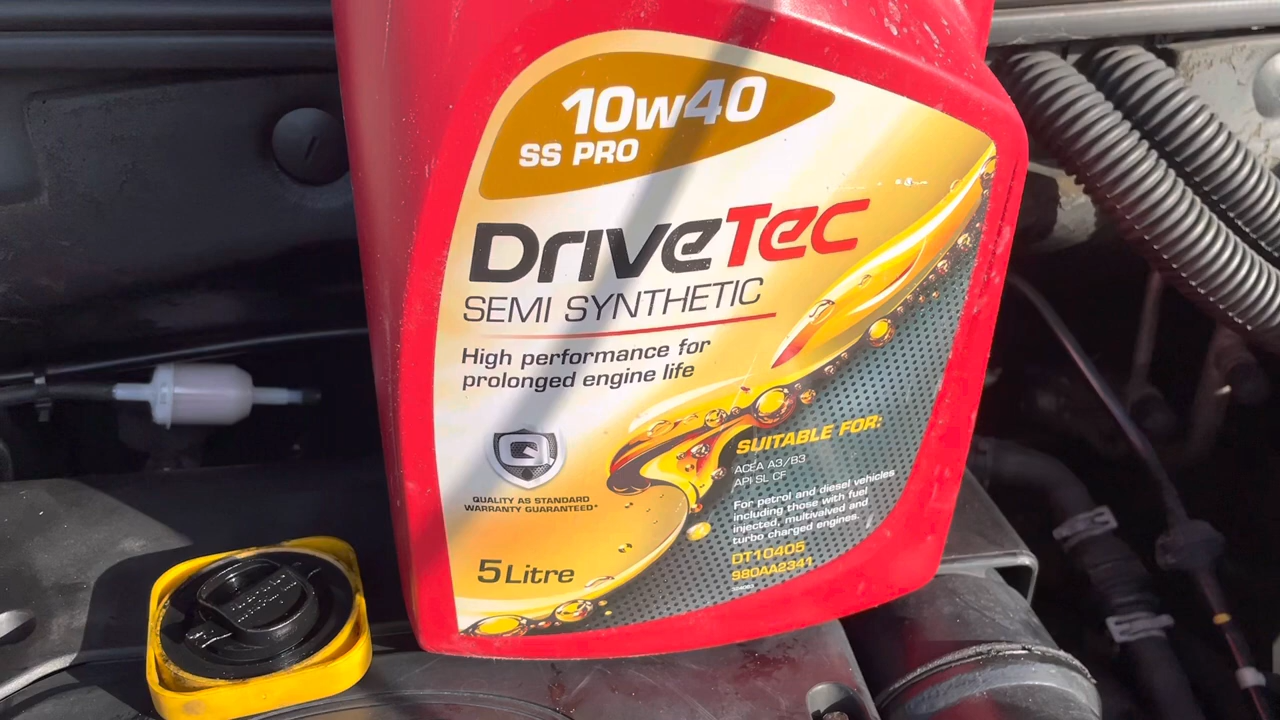 10w40
SS PRO
DriveTec
SEMI SYNTHETIC
High performance for
prolonged engine life
QUALITY AS STANDARD
WARRANTY GUARANTEED*
5 Litre
SUITABLE FOR:
ACEA A3/B3
API SL CF
For petrol and diesel vehicles
including those with fuel
injected, multivalved and
turbo charged engines.
DT10405
980AA2341